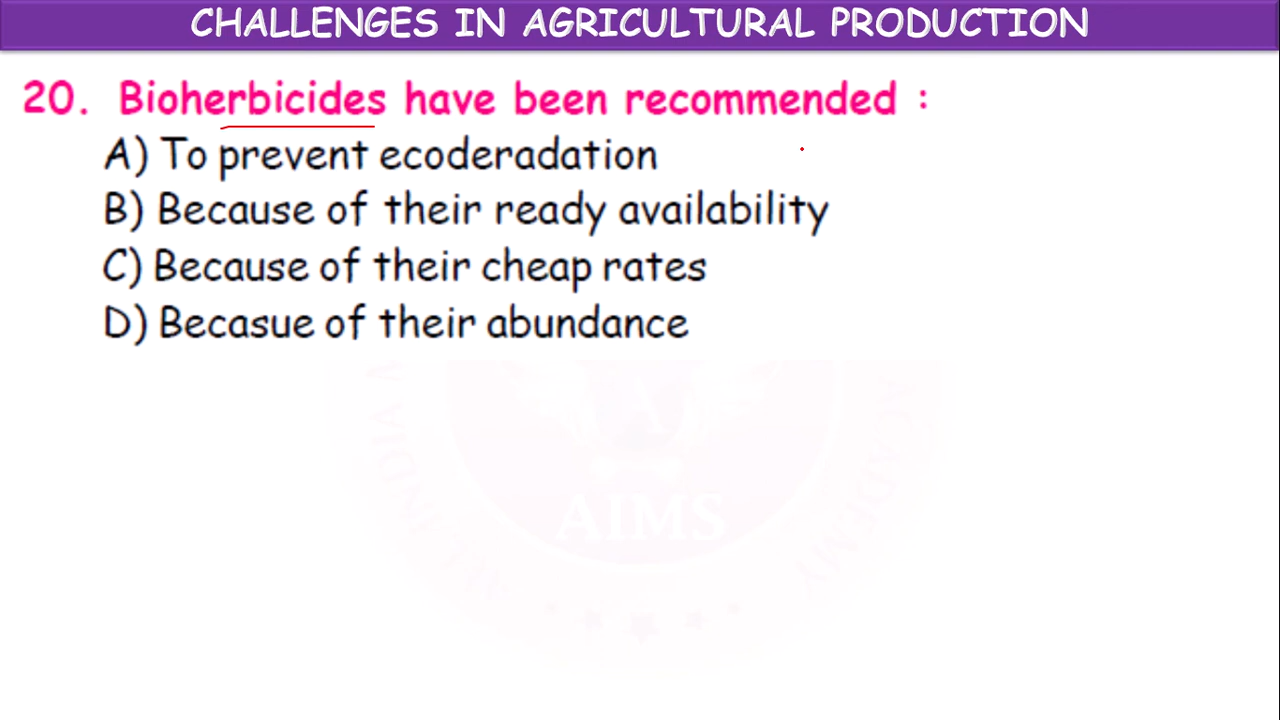 CHALLENGES IN AGRICULTURAL PRODUCTION
20. Bioherbicides have been recommended :
A) To prevent ecoderadation
B) Because of their ready availability
C) Because of their cheap rates
D) Becasue of their abundance
AIMS